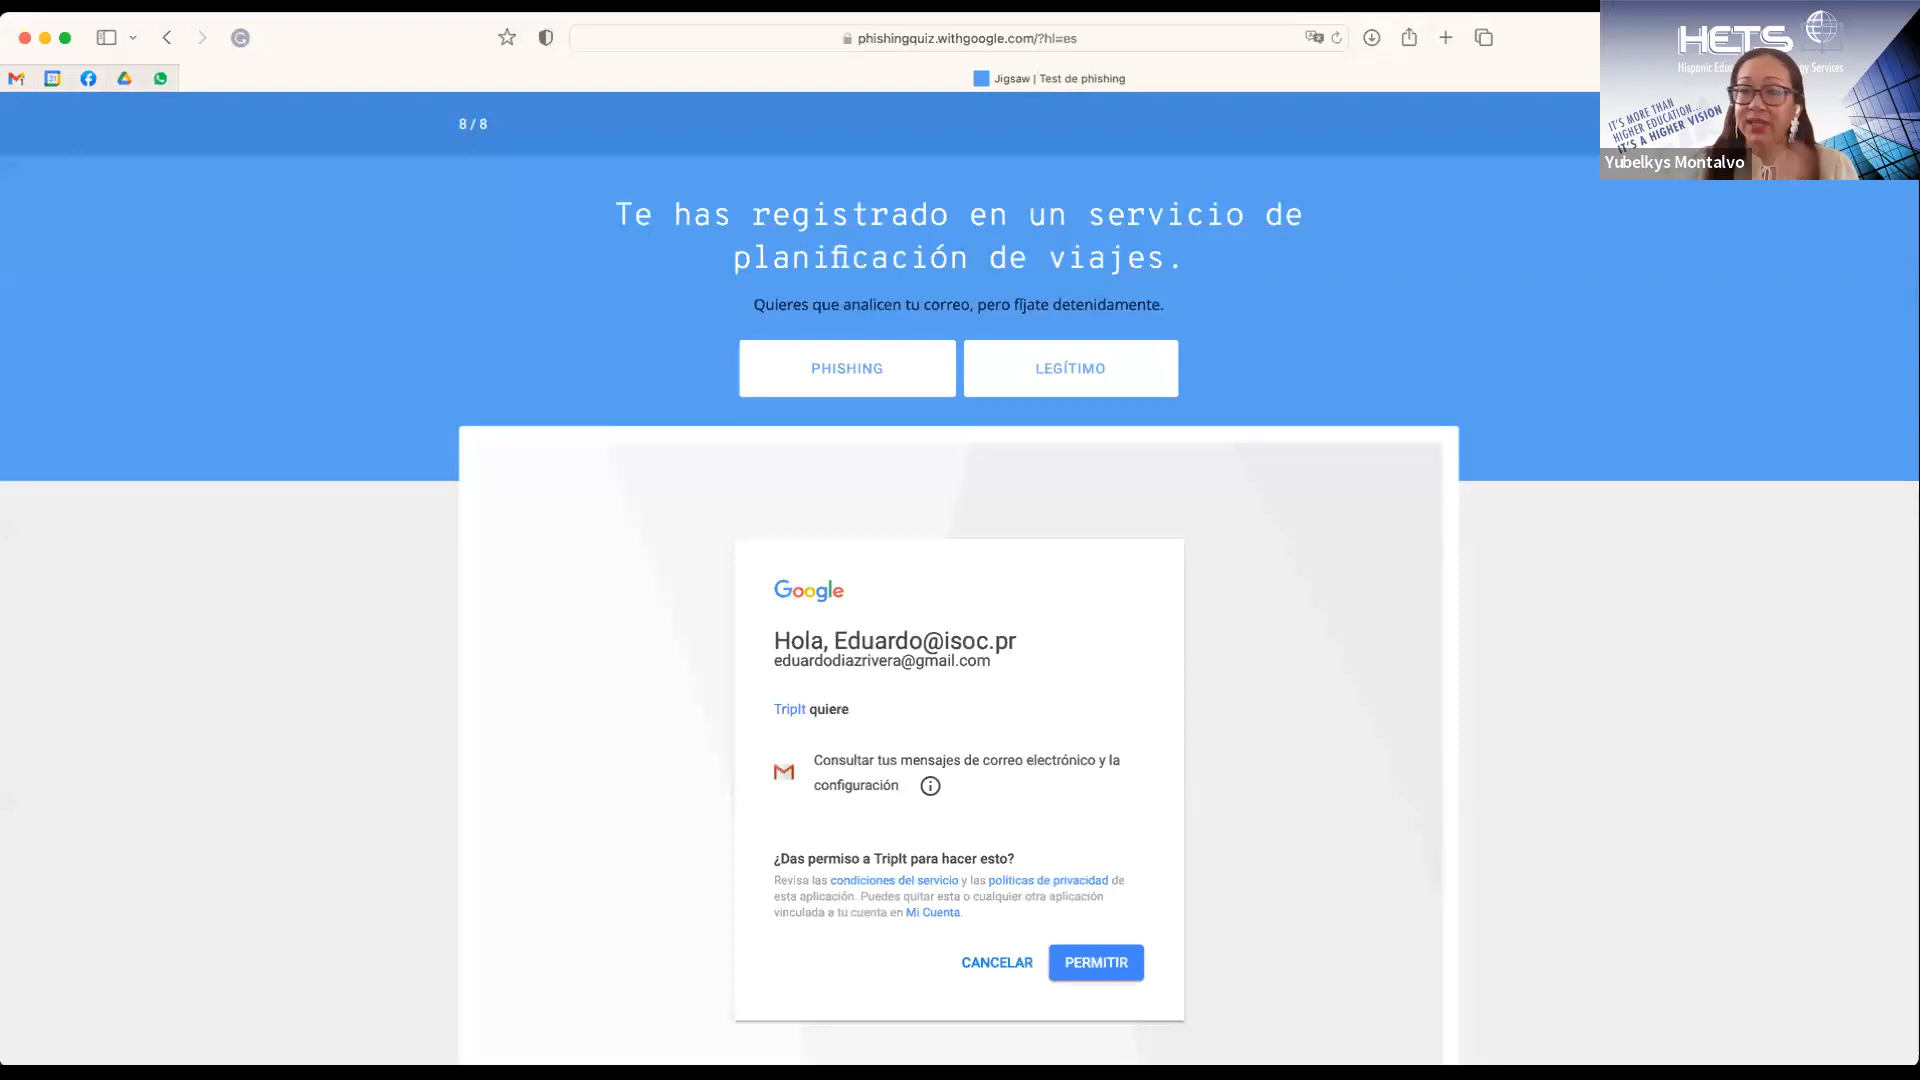 phishingquiz.withgoogle.com/?hl=es
Jigsaw | Test de phishing
HETS
IT'S MORE THAN
HIGHER EDUCATION...
IT'S A HIGHER VISION
Yubelkys Montalvo
8 / 8
Te has registrado en un servicio de
planificación de viajes.
Quieres que analicen tu correo, pero fíjate detenidamente.
PHISHING
LEGÍTIMO
Google
Hola, Eduardo@isoc.pr
eduardodiazrivera@gmail.com
TripIt quiere
Consultar tus mensajes de correo electrónico y la
configuración
¿Das permiso a TripIt para hacer esto?
Revisa las condiciones del servicio y las políticas de privacidad de
esta aplicación. Puedes quitar esta o cualquier otra aplicación
vinculada a tu cuenta en Mi Cuenta.
CANCELAR
PERMITIR